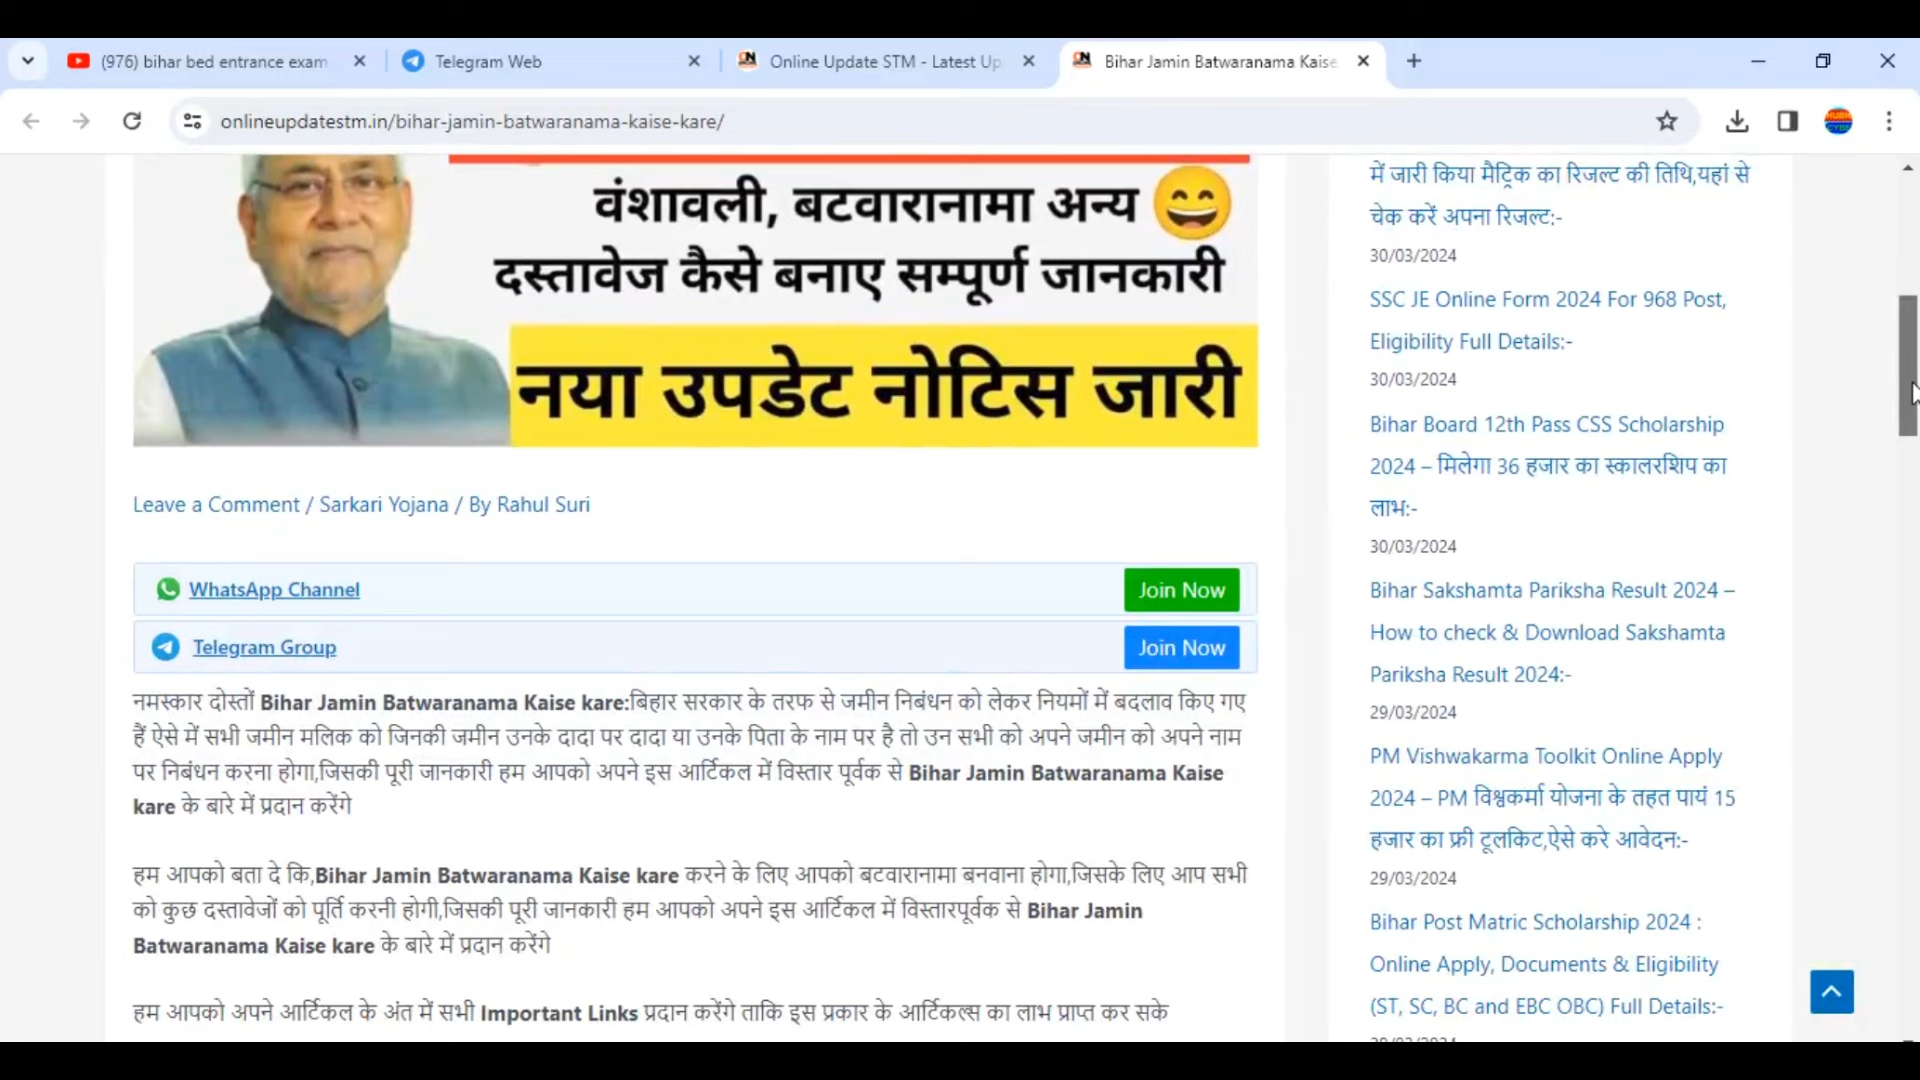 (976) bihar bed entrance exam
Telegram Web
Online Update STM - Latest Up
Bihar Jamin Batwaranama Kaise
onlineupdatestm.in/bihar-jamin-batwaranama-kaise-kare/
वंशावली, बटवारानामा अन्य
दस्तावेज कैसे बनाए सम्पूर्ण जानकारी
नया उपडेट नोटिस जारी
Leave a Comment / Sarkari Yojana / By Rahul Suri
WhatsApp Channel
Join Now
Telegram Group
Join Now
नमस्कार दोस्तों Bihar Jamin Batwaranama Kaise kare:बिहार सरकार के तरफ से जमीन निबंधन को लेकर नियमों में बदलाव किए गए
हैं ऐसे में सभी जमीन मलिक को जिनकी जमीन उनके दादा पर दादा या उनके पिता के नाम पर है तो उन सभी को अपने जमीन को अपने नाम
पर निबंधन करना होगा,जिसकी पूरी जानकारी हम आपको अपने इस आर्टिकल में विस्तार पूर्वक से Bihar Jamin Batwaranama Kaise
kare के बारे में प्रदान करेंगे
हम आपको बता दे कि,Bihar Jamin Batwaranama Kaise kare करने के लिए आपको बटवारानामा बनवाना होगा,जिसके लिए आप सभी
को कुछ दस्तावेजों को पूर्ति करनी होगी,जिसकी पूरी जानकारी हम आपको अपने इस आर्टिकल में विस्तारपूर्वक से Bihar Jamin
Batwaranama Kaise kare के बारे में प्रदान करेंगे
हम आपको अपने आर्टिकल के अंत में सभी Important Links प्रदान करेंगे ताकि इस प्रकार के आर्टिकल्स का लाभ प्राप्त कर सके
में जारी किया मैट्रिक का रिजल्ट की तिथि,यहां से
चेक करें अपना रिजल्ट:-
30/03/2024
SSC JE Online Form 2024 For 968 Post,
Eligibility Full Details:-
30/03/2024
Bihar Board 12th Pass CSS Scholarship
2024 – मिलेगा 36 हजार का स्कालरशिप का
लाभ:-
30/03/2024
Bihar Sakshamta Pariksha Result 2024 –
How to check & Download Sakshamta
Pariksha Result 2024:-
29/03/2024
PM Vishwakarma Toolkit Online Apply
2024 – PM विश्वकर्मा योजना के तहत पायं 15
हजार का फ्री टूलकिट,ऐसे करे आवेदन:-
29/03/2024
Bihar Post Matric Scholarship 2024 :
Online Apply, Documents & Eligibility
(ST, SC, BC and EBC OBC) Full Details:-